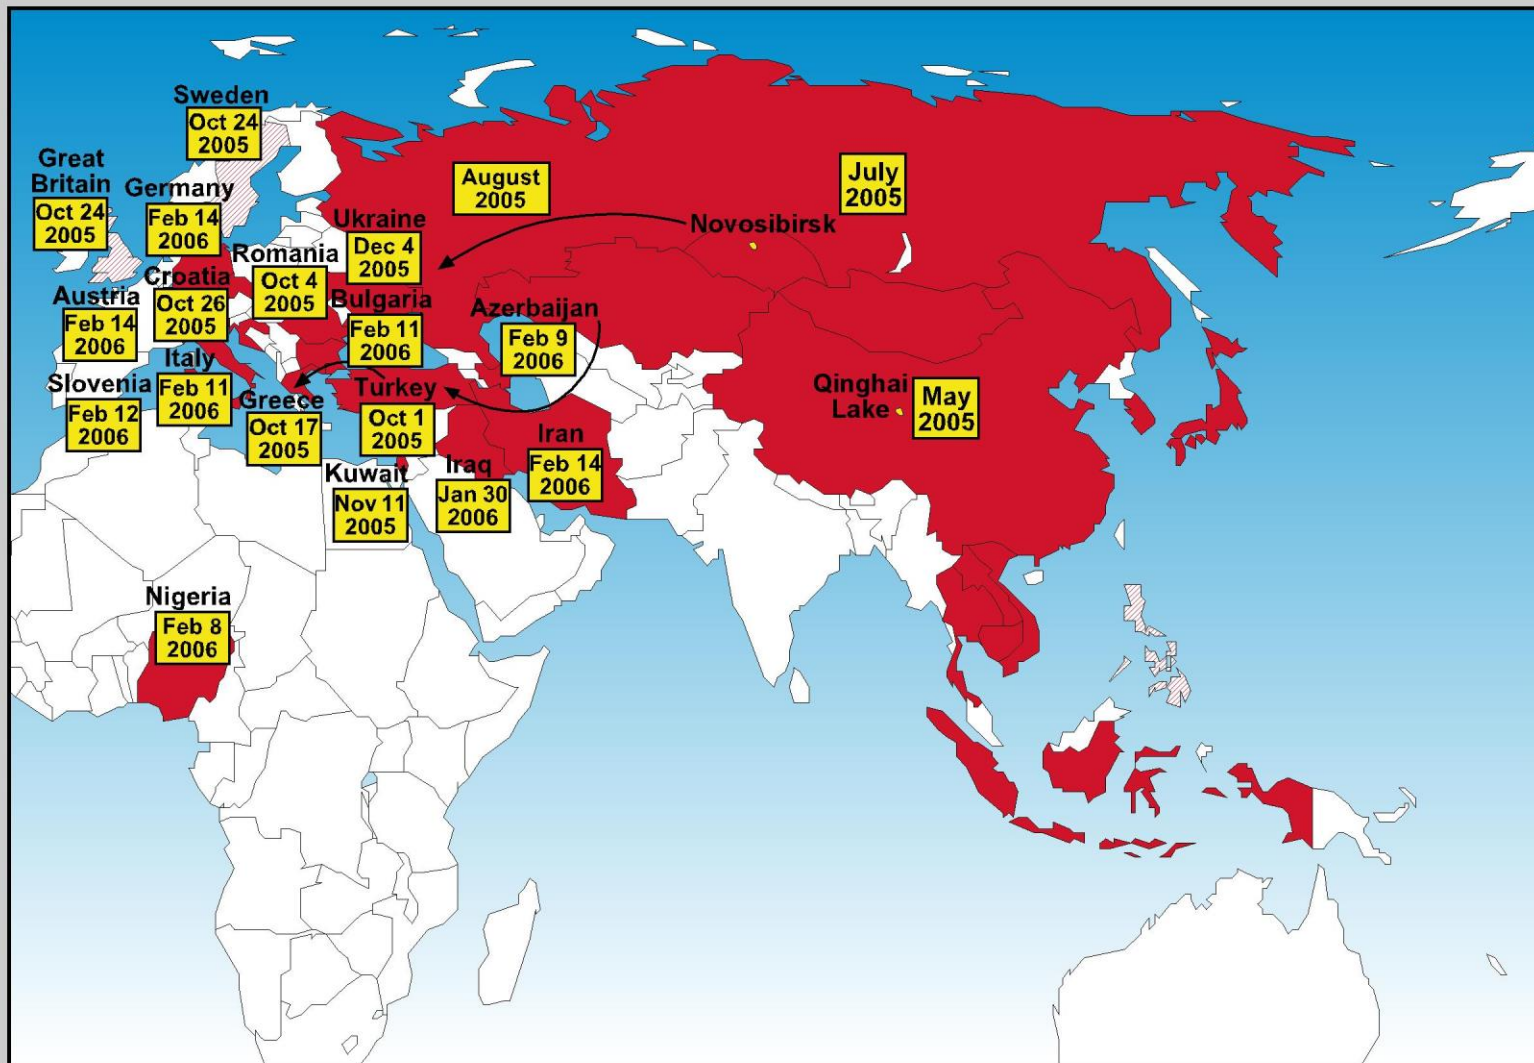 Sweden
Oct 24
2005
Great
Britain
Oct 24
2005
Germany
Feb 14
2006
August
2005
July
2005
Novosibirsk
Ukraine
Dec 4
2005
Romania
Oct 4
2005
Croatia
Oct 26
2005
Austria
Feb 14
2006
Bulgaria
Feb 11
2006
Azerbaijan
Feb 9
2006
Italy
Feb 11
2006
Slovenia
Feb 12
2006
Greece
Oct 17
2005
Turkey
Oct 1
2005
Qinghai
Lake
May
2005
Iran
Feb 14
2006
Kuwait
Nov 11
2005
Iraq
Jan 30
2006
Nigeria
Feb 8
2006